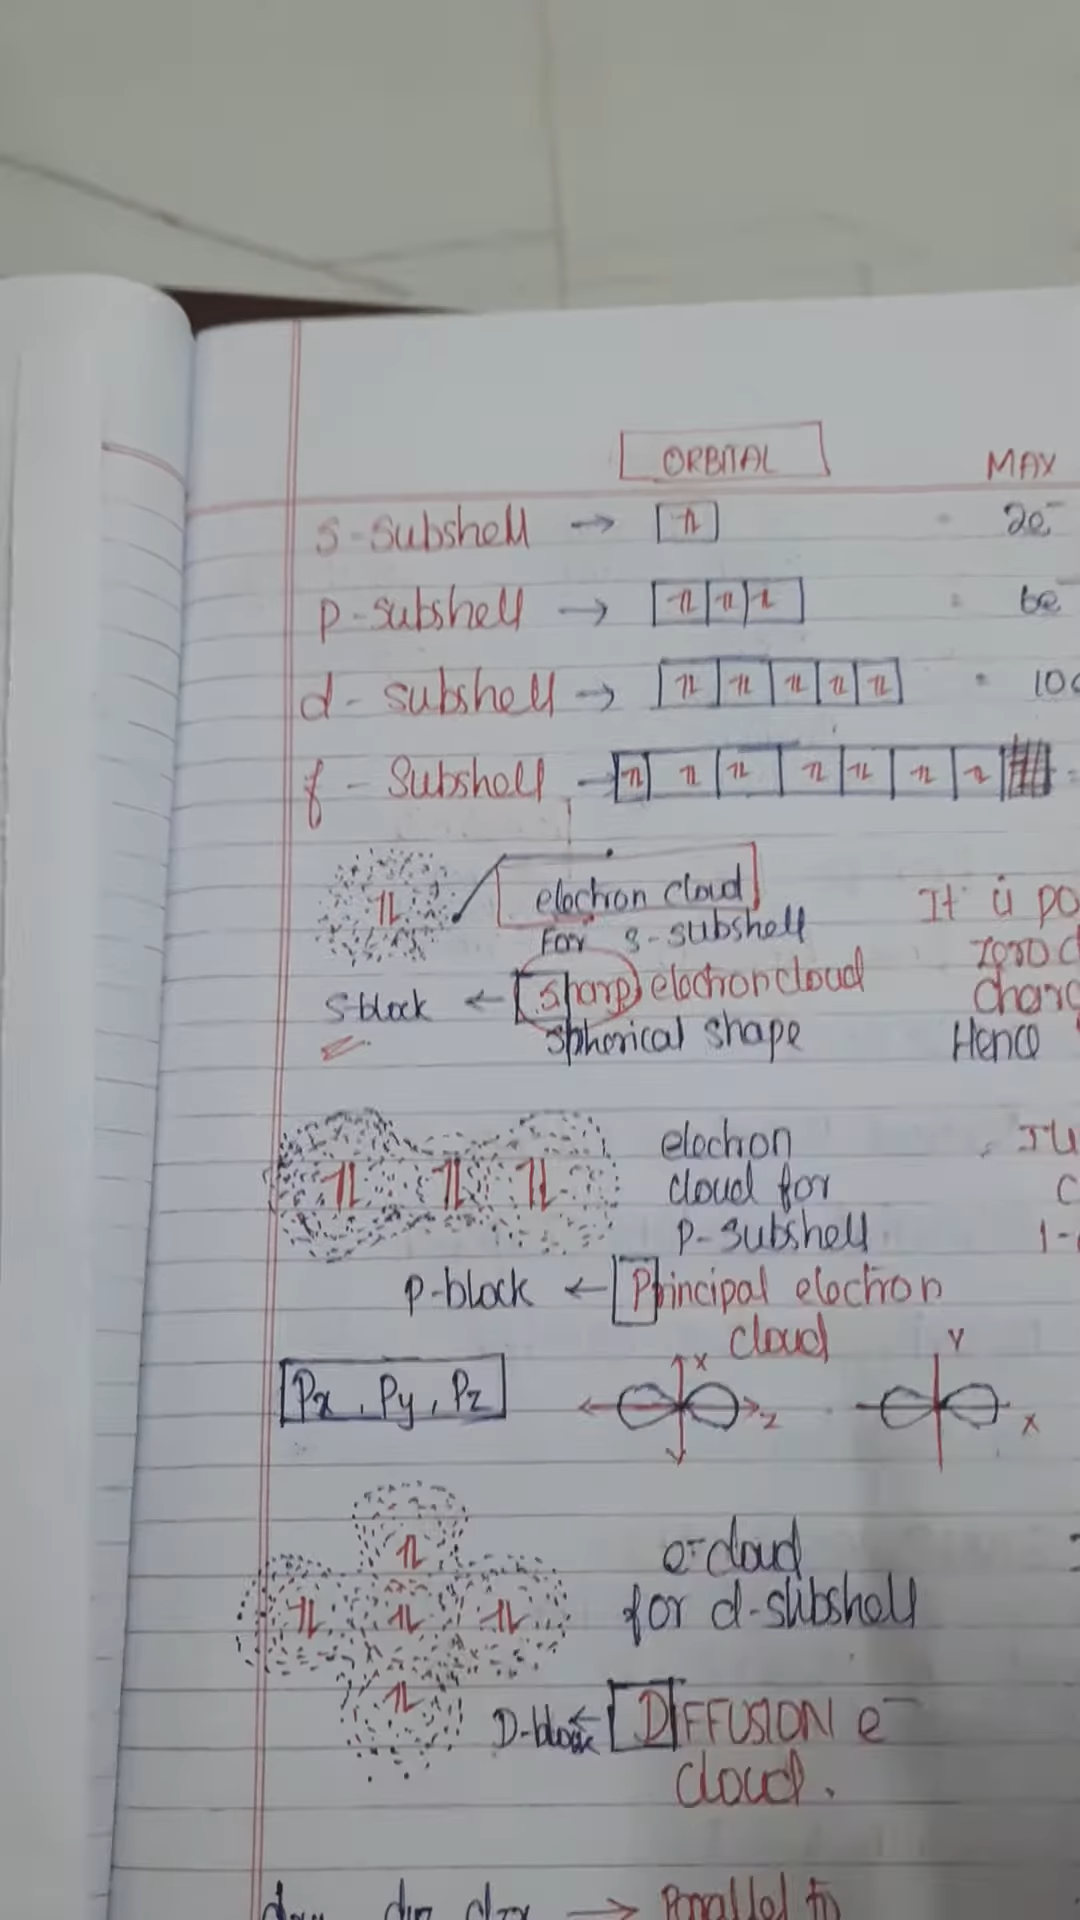 ORBITAL MAX
s-subshell → 2e⁻
p-subshell → 6e⁻
d-subshell → 10e
f-Subshell
electron cloud
For s-subshell
It is
zero
s-block ← Sharp electron cloud
spherical shape
Hence
electron
cloud for
p-subshell
p-block ← Principal electron
cloud
Px, Py, Pz
X
Z
Y
X
e⁻cloud
for d-subshell
D-block ← DIFFUSION e⁻
cloud.
→ Parallel to